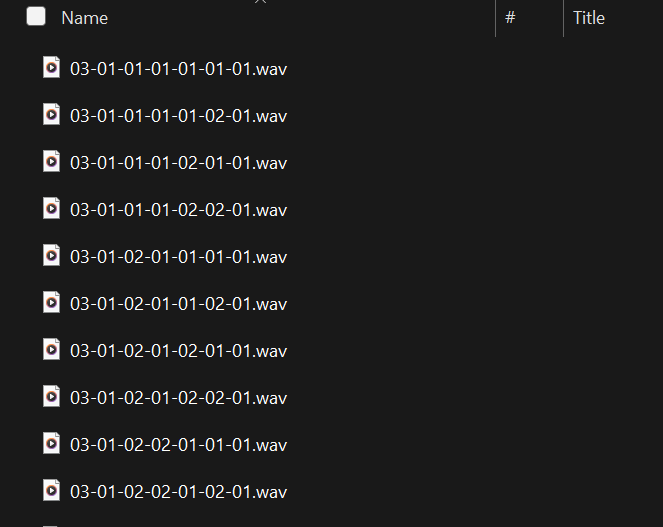 Name # Title
03-01-01-01-01-01-01.wav
03-01-01-01-01-02-01.wav
03-01-01-01-02-01-01.wav
03-01-01-01-02-02-01.wav
03-01-02-01-01-01-01.wav
03-01-02-01-01-02-01.wav
03-01-02-01-02-01-01.wav
03-01-02-01-02-02-01.wav
03-01-02-02-01-01-01.wav
03-01-02-02-01-02-01.wav